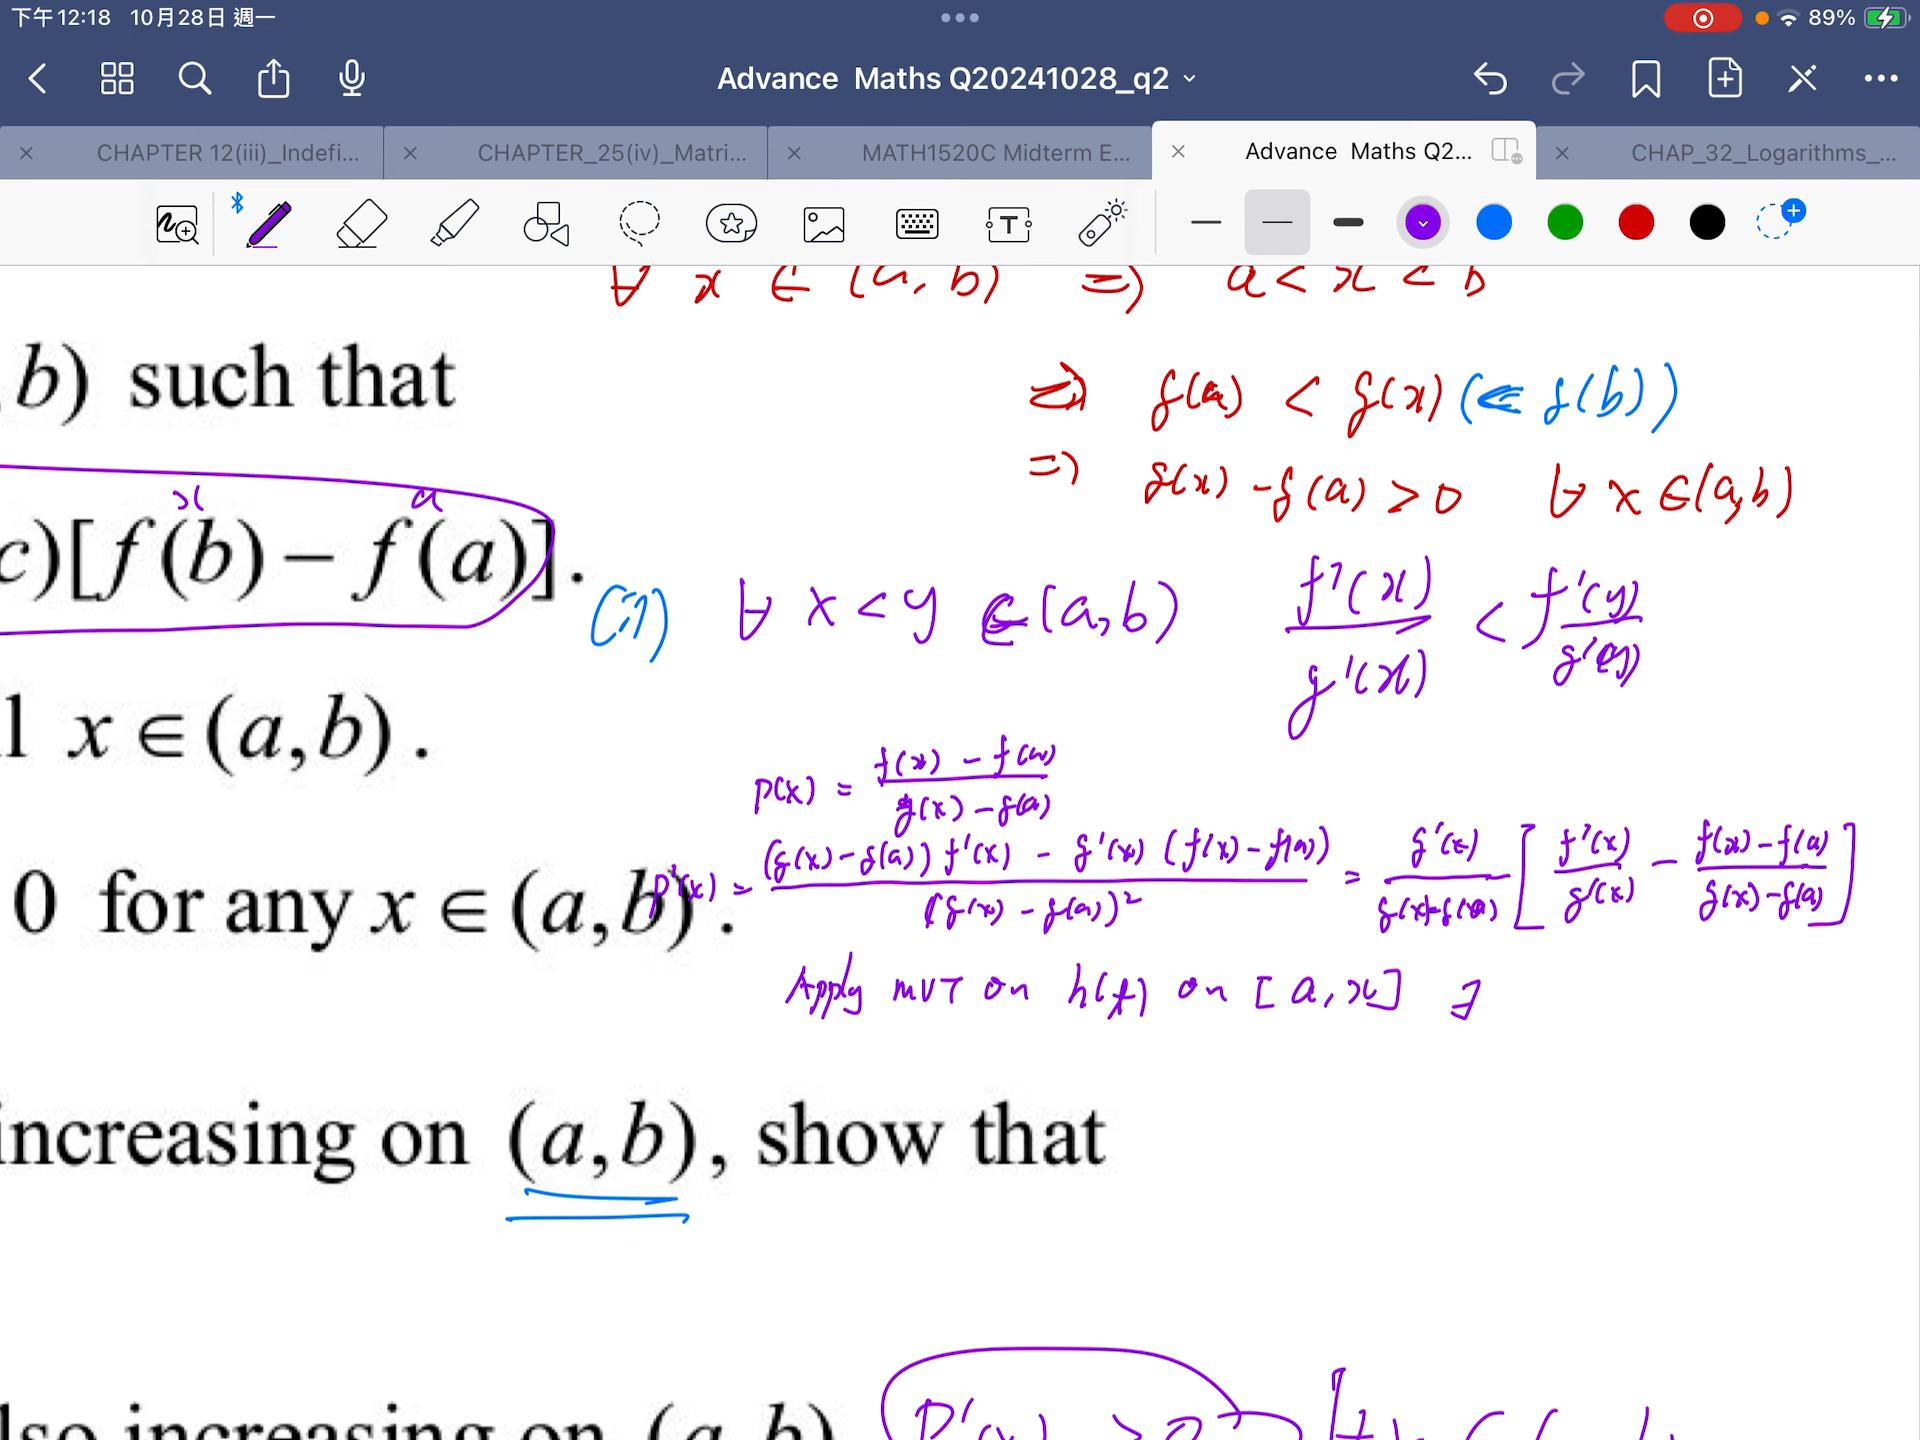 下午12:18 10月28日 週一
89%
Advance Maths Q20241028_q2
CHAPTER 12(iii)_Indefi...
CHAPTER_25(iv)_Matri...
MATH1520C Midterm E...
Advance Maths Q2...
CHAP_32_Logarithms_...
∀ x ∈ (a, b) ⇒ a < x < b
b) such that
⇒ g(a) < g(x) (≤ g(b))
⇒ g(x) - g(a) > 0 ∀ x ∈ (a,b)
x a
c)[f(b) − f(a)].
(ii) ∀ x < y ∈ (a,b) f'(x)/g'(x) < f'(y)/g'(y)
l x ∈ (a,b).
P(x) = (f(x) - f(a))/(g(x) - g(a))
0 for any x ∈ (a,b).
P'(x) = ((g(x)-g(a)) f'(x) - g'(x) (f(x)-f(a)))/(g(x) - g(a))² = g'(x)/(g(x)-g(a)) [f'(x)/g'(x) - (f(x)-f(a))/(g(x)-g(a))]
Apply MVT on h(t) on [a, x] ∃
increasing on (a,b), show that
lso increasing on (a, b)
P'(x) > 0